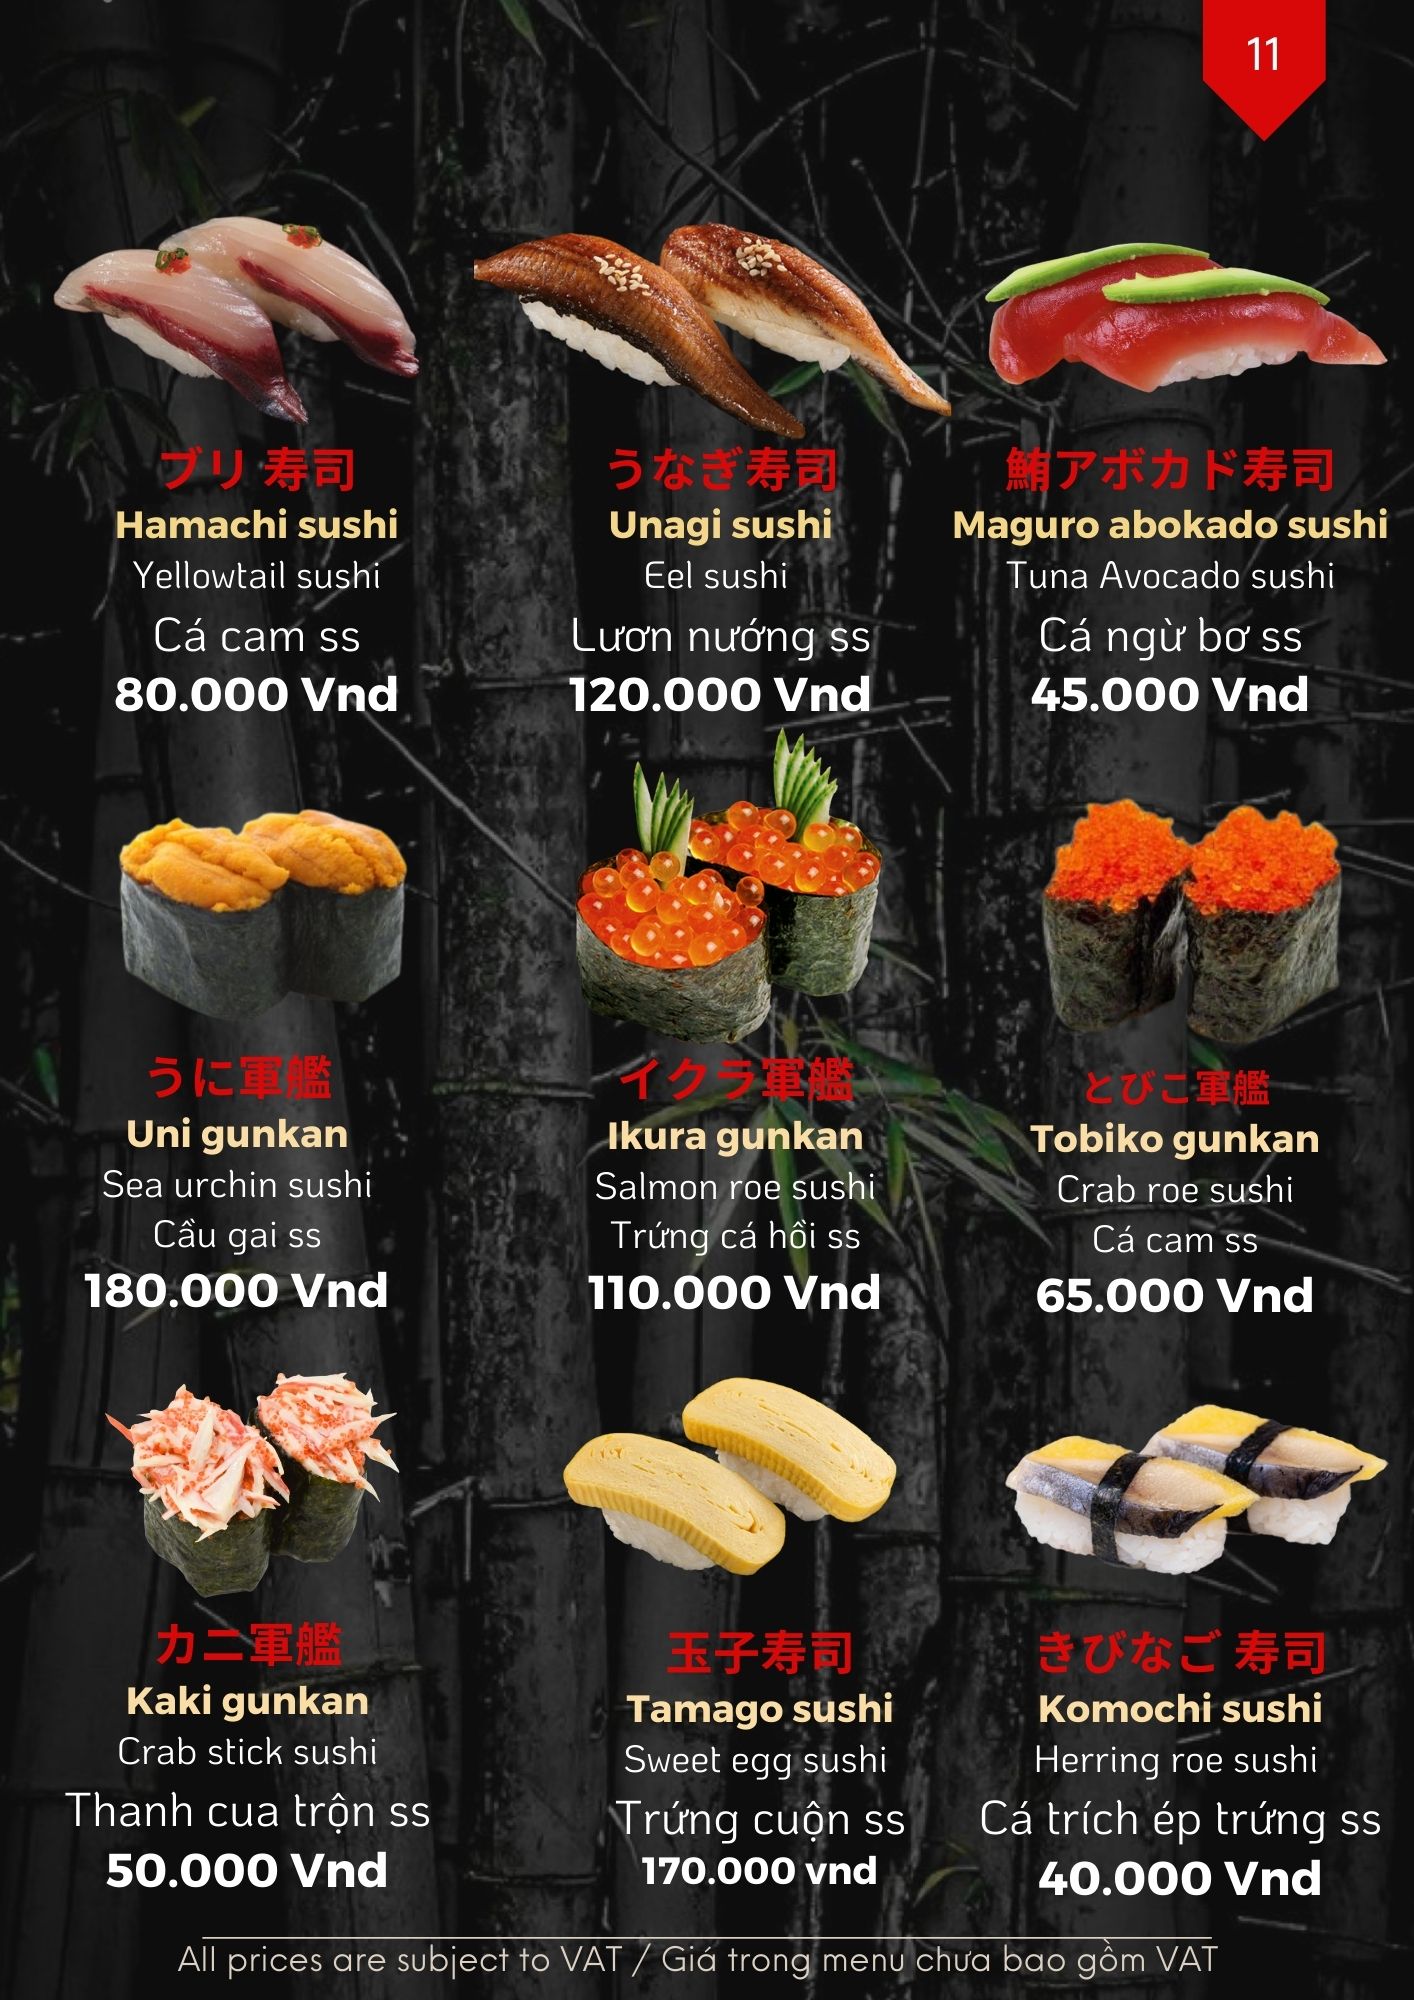 11
ブリ 寿司
Hamachi sushi
Yellowtail sushi
Cá cam ss
80.000 Vnd
うなぎ寿司
Unagi sushi
Eel sushi
Lươn nướng ss
120.000 Vnd
鮪アボカド寿司
Maguro abokado sushi
Tuna Avocado sushi
Cá ngừ bơ ss
45.000 Vnd
うに軍艦
Uni gunkan
Sea urchin sushi
Cầu gai ss
180.000 Vnd
イクラ軍艦
Ikura gunkan
Salmon roe sushi
Trứng cá hồi ss
110.000 Vnd
とびこ軍艦
Tobiko gunkan
Crab roe sushi
Cá cam ss
65.000 Vnd
カニ軍艦
Kaki gunkan
Crab stick sushi
Thanh cua trộn ss
50.000 Vnd
玉子寿司
Tamago sushi
Sweet egg sushi
Trứng cuộn ss
170.000 vnd
きびなご 寿司
Komochi sushi
Herring roe sushi
Cá trích ép trứng ss
40.000 Vnd
All prices are subject to VAT / Giá trong menu chưa bao gồm VAT